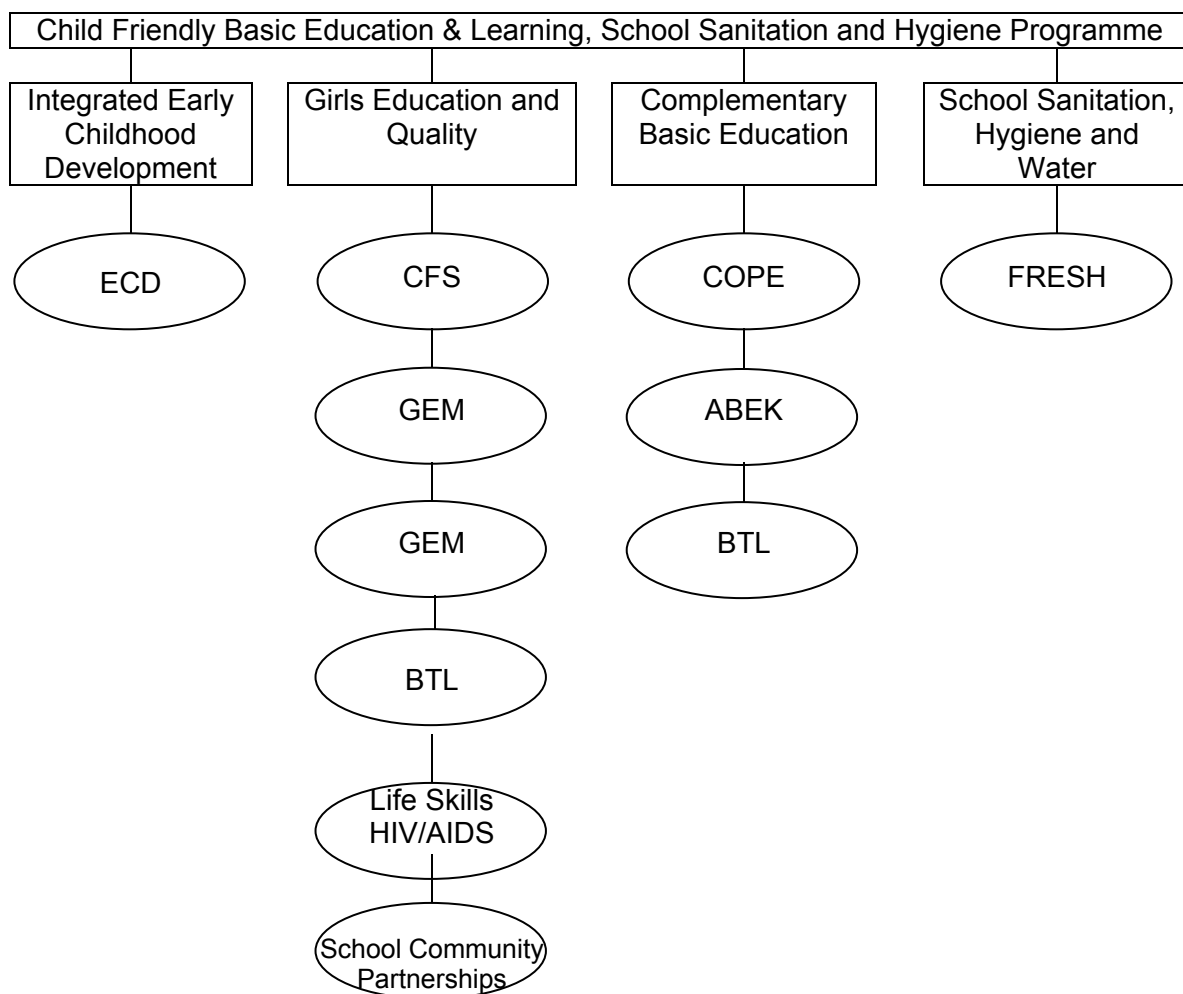 Child Friendly Basic Education & Learning, School Sanitation and Hygiene Programme
Integrated Early
Childhood
Development
Girls Education and
Quality
Complementary
Basic Education
School Sanitation,
Hygiene and
Water
ECD
CFS
COPE
FRESH
GEM
ABEK
GEM
BTL
BTL
Life Skills
HIV/AIDS
School Community
Partnerships